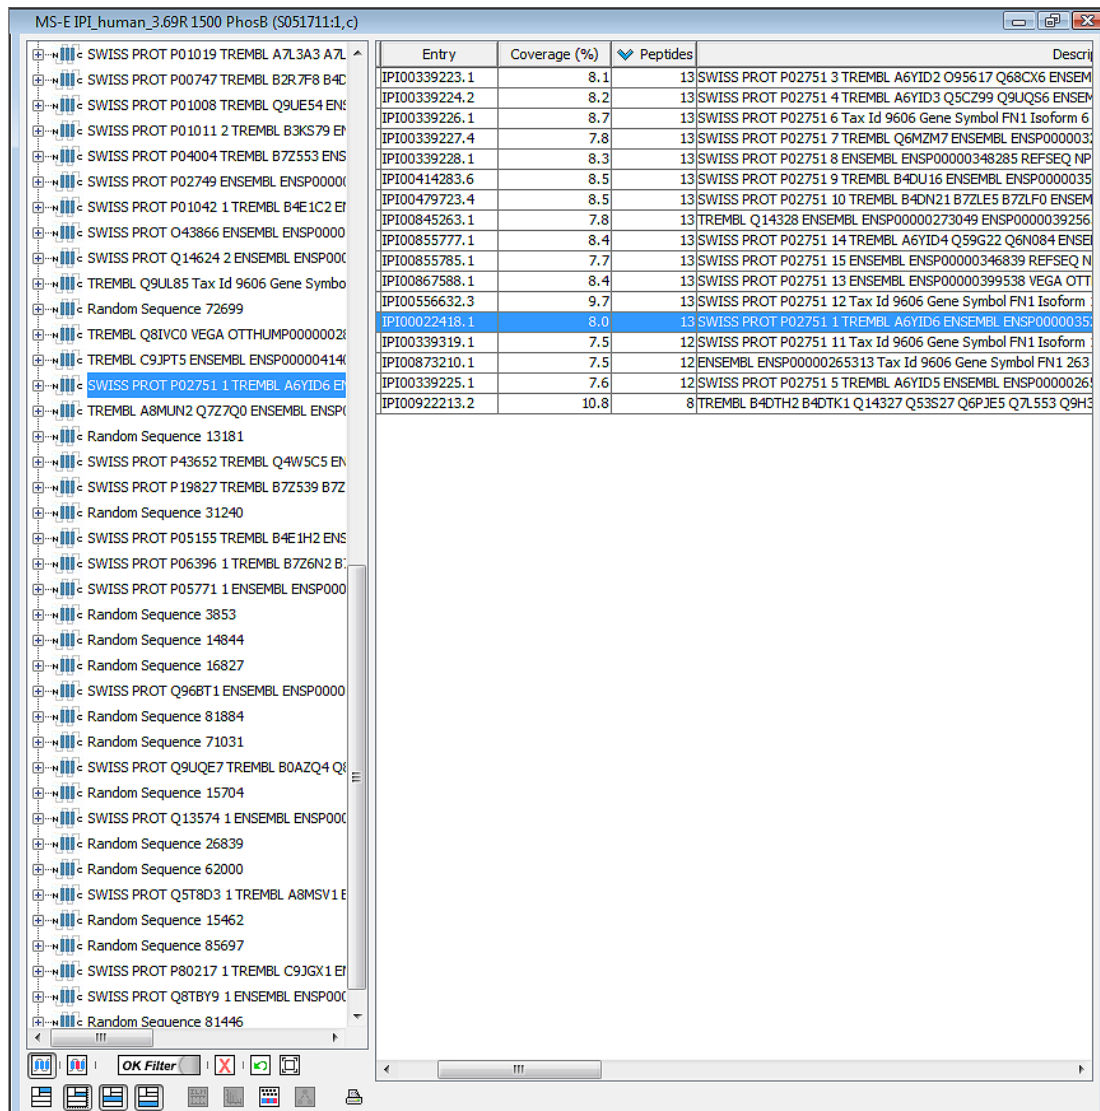 MS-E IPI_human_3.69R 1500 PhosB (S051711:1,c)
SWISS PROT P01019 TREMBL A7L3A3 A7L
SWISS PROT P00747 TREMBL B2R7F8 B4D
SWISS PROT P01008 TREMBL Q9UE54 ENS
SWISS PROT P01011 2 TREMBL B3KS79 EN
SWISS PROT P04004 TREMBL B7Z553 ENS
SWISS PROT P02749 ENSEMBL ENSP0000
SWISS PROT P01042 1 TREMBL B4E1C2 EN
SWISS PROT O43866 ENSEMBL ENSP0000
SWISS PROT Q14624 2 ENSEMBL ENSP000
TREMBL Q9UL85 Tax Id 9606 Gene Symbo
Random Sequence 72699
TREMBL Q8IVC0 VEGA OTTHUMP00000028
TREMBL C9JPT5 ENSEMBL ENSP00000414
SWISS PROT P02751 1 TREMBL A6YID6 EN
TREMBL A8MUN2 Q7Z7Q0 ENSEMBL ENSP
Random Sequence 13181
SWISS PROT P43652 TREMBL Q4W5C5 EN
SWISS PROT P19827 TREMBL B7Z539 B7Z
Random Sequence 31240
SWISS PROT P05155 TREMBL B4E1H2 ENS
SWISS PROT P06396 1 TREMBL B7Z6N2 B
SWISS PROT P05771 1 ENSEMBL ENSP000
Random Sequence 3853
Random Sequence 14844
Random Sequence 16827
SWISS PROT Q96BT1 ENSEMBL ENSP0000
Random Sequence 81884
Random Sequence 71031
SWISS PROT Q9UQE7 TREMBL B0AZQ4 Q8
Random Sequence 15704
SWISS PROT Q13574 1 ENSEMBL ENSP000
Random Sequence 26839
Random Sequence 62000
SWISS PROT Q5T8D3 1 TREMBL A8MSV1 E
Random Sequence 15462
Random Sequence 85697
SWISS PROT P80217 1 TREMBL C9JGX1 EN
SWISS PROT Q8TBY9 1 ENSEMBL ENSP000
Random Sequence 81446
OK Filter
Entry Coverage (%) Peptides Descrip
IPI00339223.1 8.1 13 SWISS PROT P02751 3 TREMBL A6YID2 O95617 Q68CX6 ENSEM
IPI00339224.2 8.2 13 SWISS PROT P02751 4 TREMBL A6YID3 Q5CZ99 Q9UQS6 ENSEM
IPI00339226.1 8.7 13 SWISS PROT P02751 6 Tax Id 9606 Gene Symbol FN1 Isoform 6
IPI00339227.4 7.8 13 SWISS PROT P02751 7 TREMBL Q6MZM7 ENSEMBL ENSP0000032
IPI00339228.1 8.3 13 SWISS PROT P02751 8 ENSEMBL ENSP00000348285 REFSEQ NP
IPI00414283.6 8.5 13 SWISS PROT P02751 9 TREMBL B4DU16 ENSEMBL ENSP0000035
IPI00479723.4 8.5 13 SWISS PROT P02751 10 TREMBL B4DN21 B7ZLE5 B7ZLF0 ENSEM
IPI00845263.1 7.8 13 TREMBL Q14328 ENSEMBL ENSP00000273049 ENSP0000039256
IPI00855777.1 8.4 13 SWISS PROT P02751 14 TREMBL A6YID4 Q59G22 Q6N084 ENSE
IPI00855785.1 7.7 13 SWISS PROT P02751 15 ENSEMBL ENSP00000346839 REFSEQ N
IPI00867588.1 8.4 13 SWISS PROT P02751 13 ENSEMBL ENSP00000399538 VEGA OTT
IPI00556632.3 9.7 13 SWISS PROT P02751 12 Tax Id 9606 Gene Symbol FN1 Isoform
IPI00022418.1 8.0 13 SWISS PROT P02751 1 TREMBL A6YID6 ENSEMBL ENSP0000035
IPI00339319.1 7.5 12 SWISS PROT P02751 11 Tax Id 9606 Gene Symbol FN1 Isoform
IPI00873210.1 7.5 12 ENSEMBL ENSP00000265313 Tax Id 9606 Gene Symbol FN1 263
IPI00339225.1 7.6 12 SWISS PROT P02751 5 TREMBL A6YID5 ENSEMBL ENSP0000026
IPI00922213.2 10.8 8 TREMBL B4DTH2 B4DTK1 Q14327 Q53S27 Q6PJE5 Q7L553 Q9H3